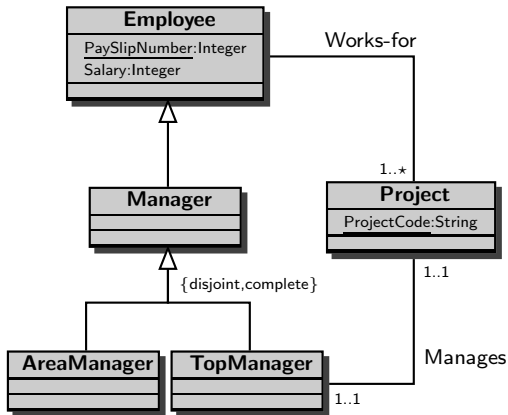 Employee
PaySlipNumber:Integer
Salary:Integer
Works-for
1..⋆
Manager
Project
ProjectCode:String
1..1
{disjoint,complete}
AreaManager
TopManager
Manages
1..1